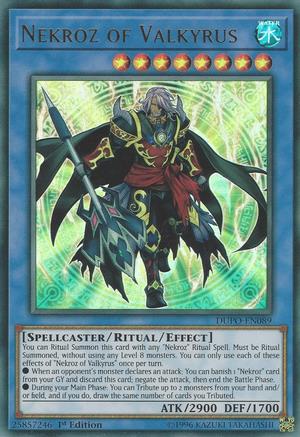 NEKROZ OF VALKYRUS
WATER
水
DUPO-EN089
[SPELLCASTER/RITUAL/EFFECT]
You can Ritual Summon this card with any "Nekroz" Ritual Spell. Must be Ritual
Summoned, without using any Level 8 monsters. You can only use each of these
effects of "Nekroz of Valkyrus" once per turn.
● When an opponent's monster declares an attack: You can banish 1 "Nekroz"
card from your GY and discard this card; negate the attack, then end the Battle Phase.
● During your Main Phase: You can Tribute up to 2 monsters from your hand and/
or field, and if you do, draw the same number of cards you Tributed.
ATK/2900 DEF/1700
25857246 1st Edition ©1996 KAZUKI TAKAHASHI